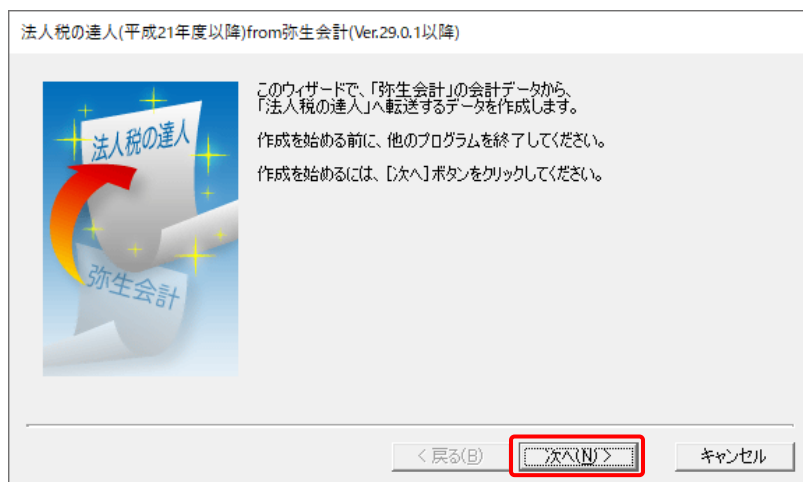 法人税の達人(平成21年度以降)from弥生会計(Ver.29.0.1以降)
このウィザードで、「弥生会計」の会計データから、
「法人税の達人」へ転送するデータを作成します。
作成を始める前に、他のプログラムを終了してください。
作成を始めるには、[次へ]ボタンをクリックしてください。
法人税の達人
弥生会計
< 戻る(B)
次へ(N) >
キャンセル